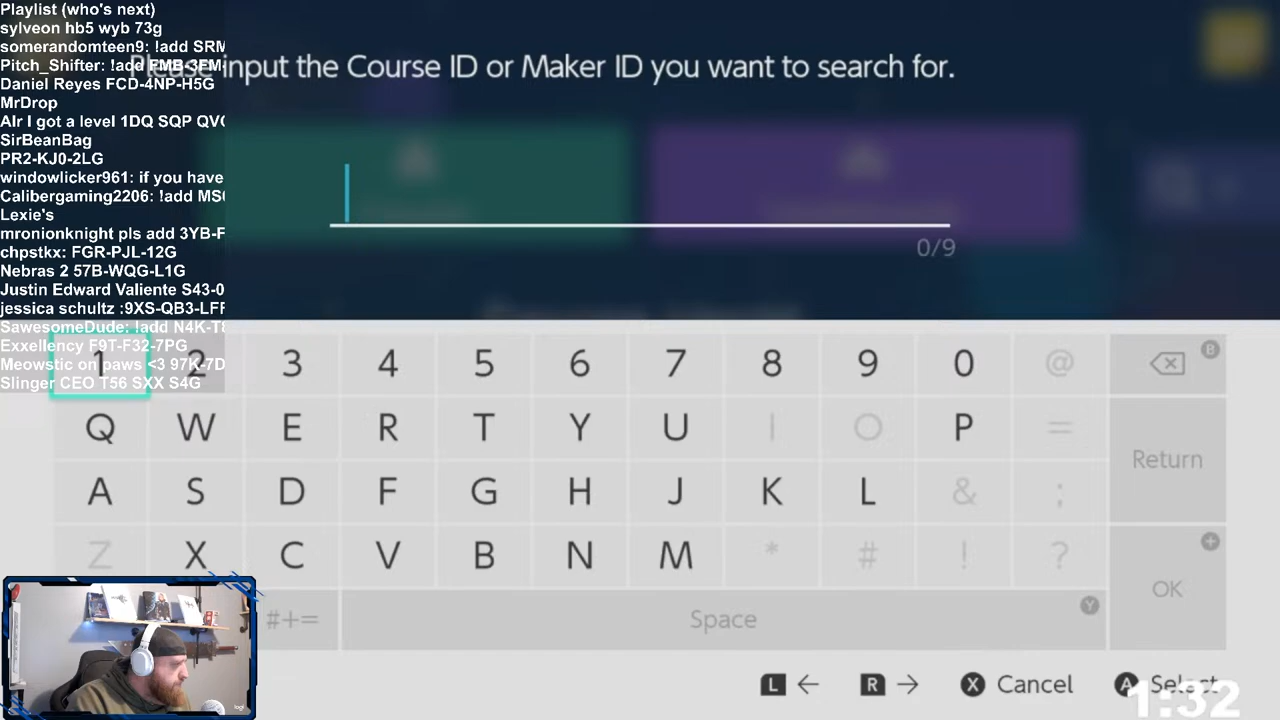 Playlist (who's next)
sylveon hb5 wyb 73g
somerandomteen9: !add SRM
Pitch_Shifter: !add FMB-3FM-
Daniel Reyes FCD-4NP-H5G
MrDrop
Alr I got a level 1DQ SQP QV
SirBeanBag
PR2-KJ0-2LG
windowlicker961: if you have
Calibergaming2206: !add MS
Lexie's
mronionknight pls add 3YB-F
chpstkx: FGR-PJL-12G
Nebras 2 57B-WQG-L1G
Justin Edward Valiente S43-0
jessica schultz :9XS-QB3-LF
SawesomeDude: !add N4K-T
Exxellency F9T-F32-7PG
Meowstic on paws <3 97K-7D
Slinger CEO T56 SXX S4G
Please input the Course ID or Maker ID you want to search for.
0/9
1 2 3 4 5 6 7 8 9 0 @ B
Q W E R T Y U I O P =
Return
A S D F G H J K L & ;
Z X C V B N M * # ! ? +
OK
#+= Space Y
L ← R → X Cancel A Select
1:32